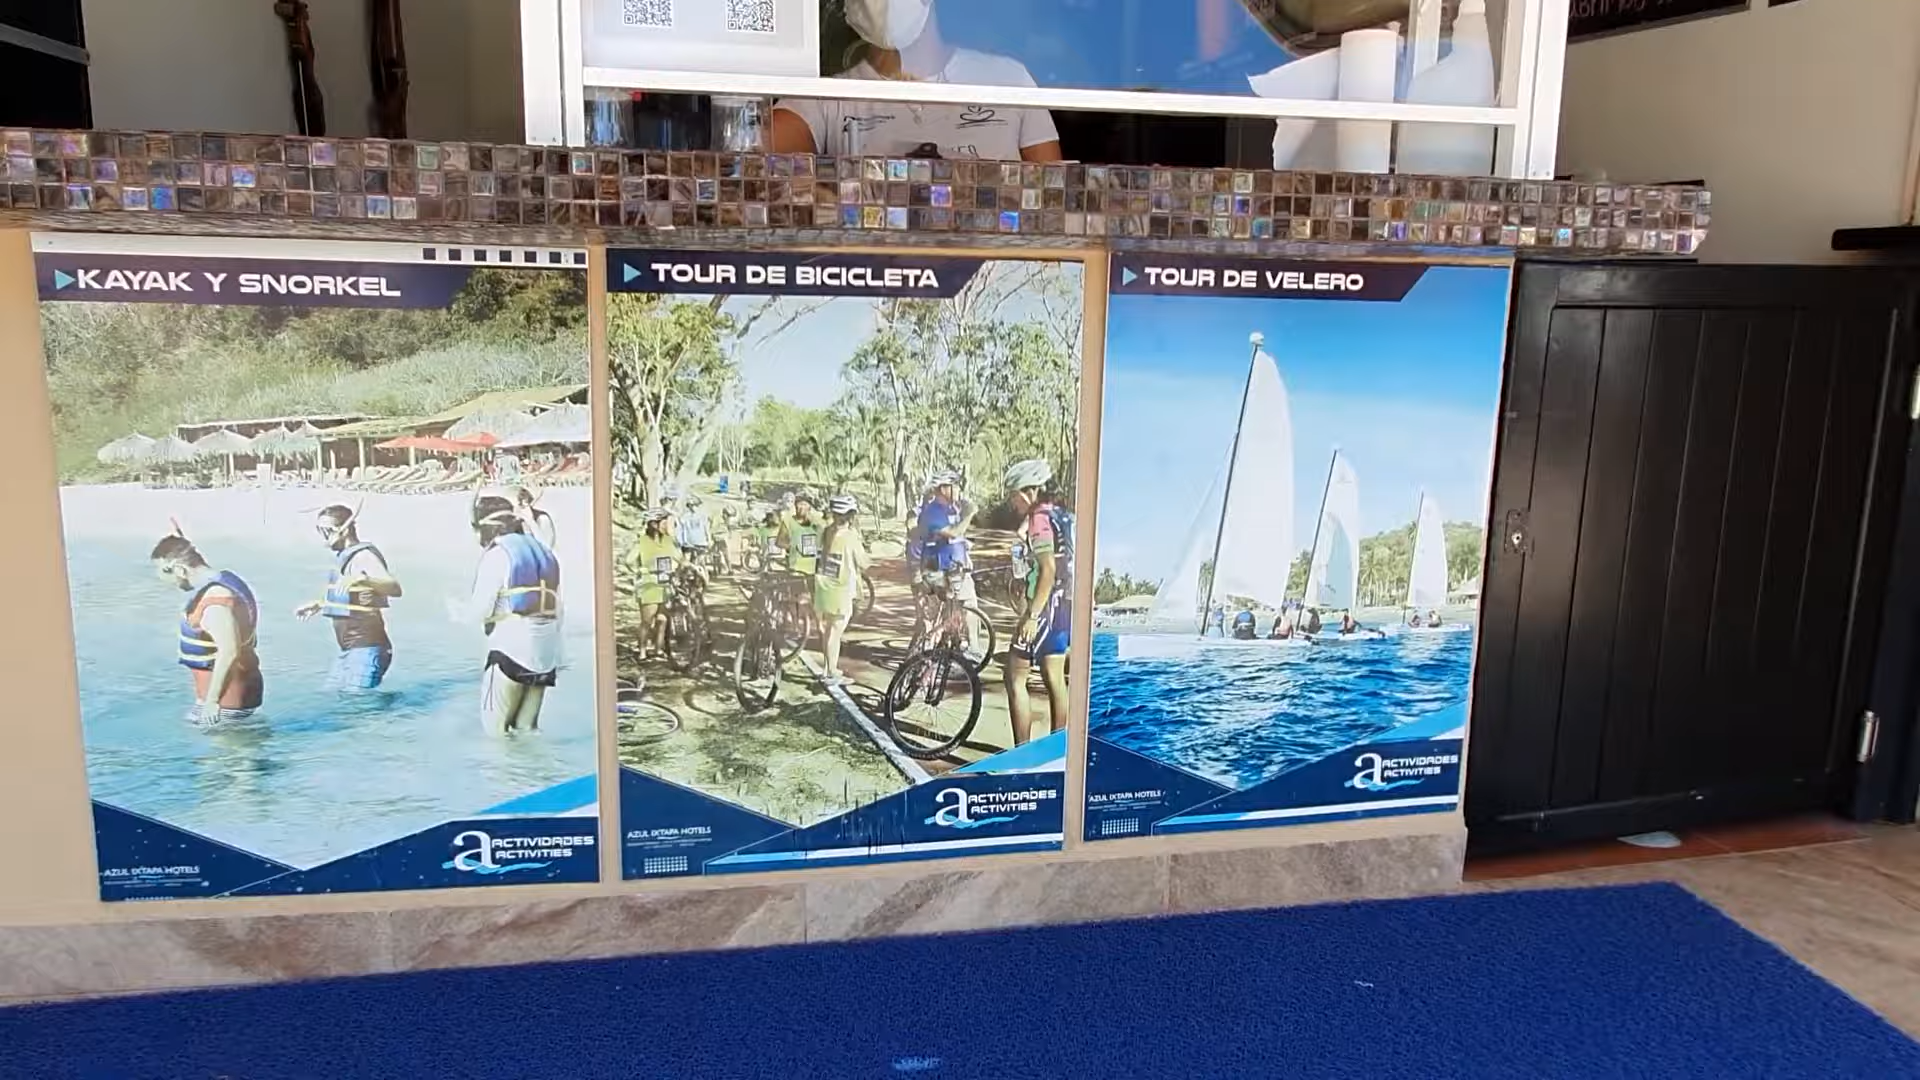 KAYAK Y SNORKEL
TOUR DE BICICLETA
TOUR DE VELERO
AZUL IXTAPA HOTELS
a ACTIVIDADES
ACTIVITIES
AZUL IXTAPA HOTELS
a ACTIVIDADES
ACTIVITIES
AZUL IXTAPA HOTELS
a ACTIVIDADES
ACTIVITIES